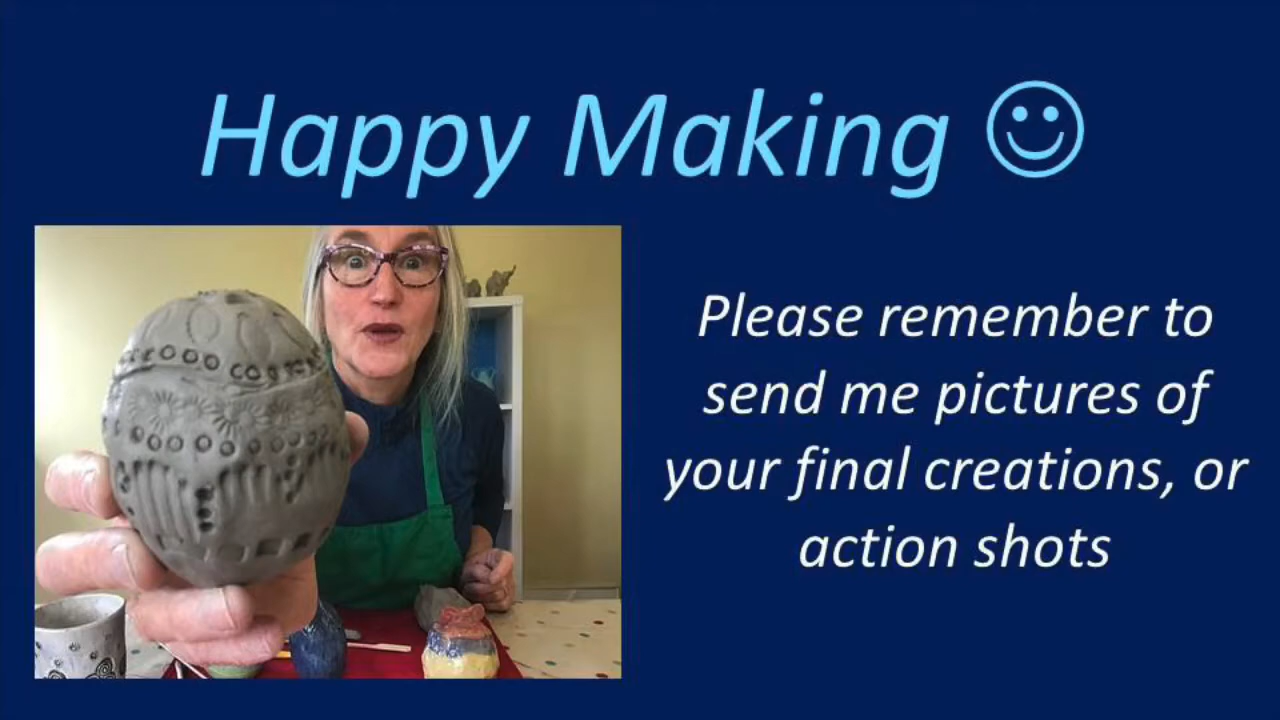 Happy Making ☺
Please remember to
send me pictures of
your final creations, or
action shots